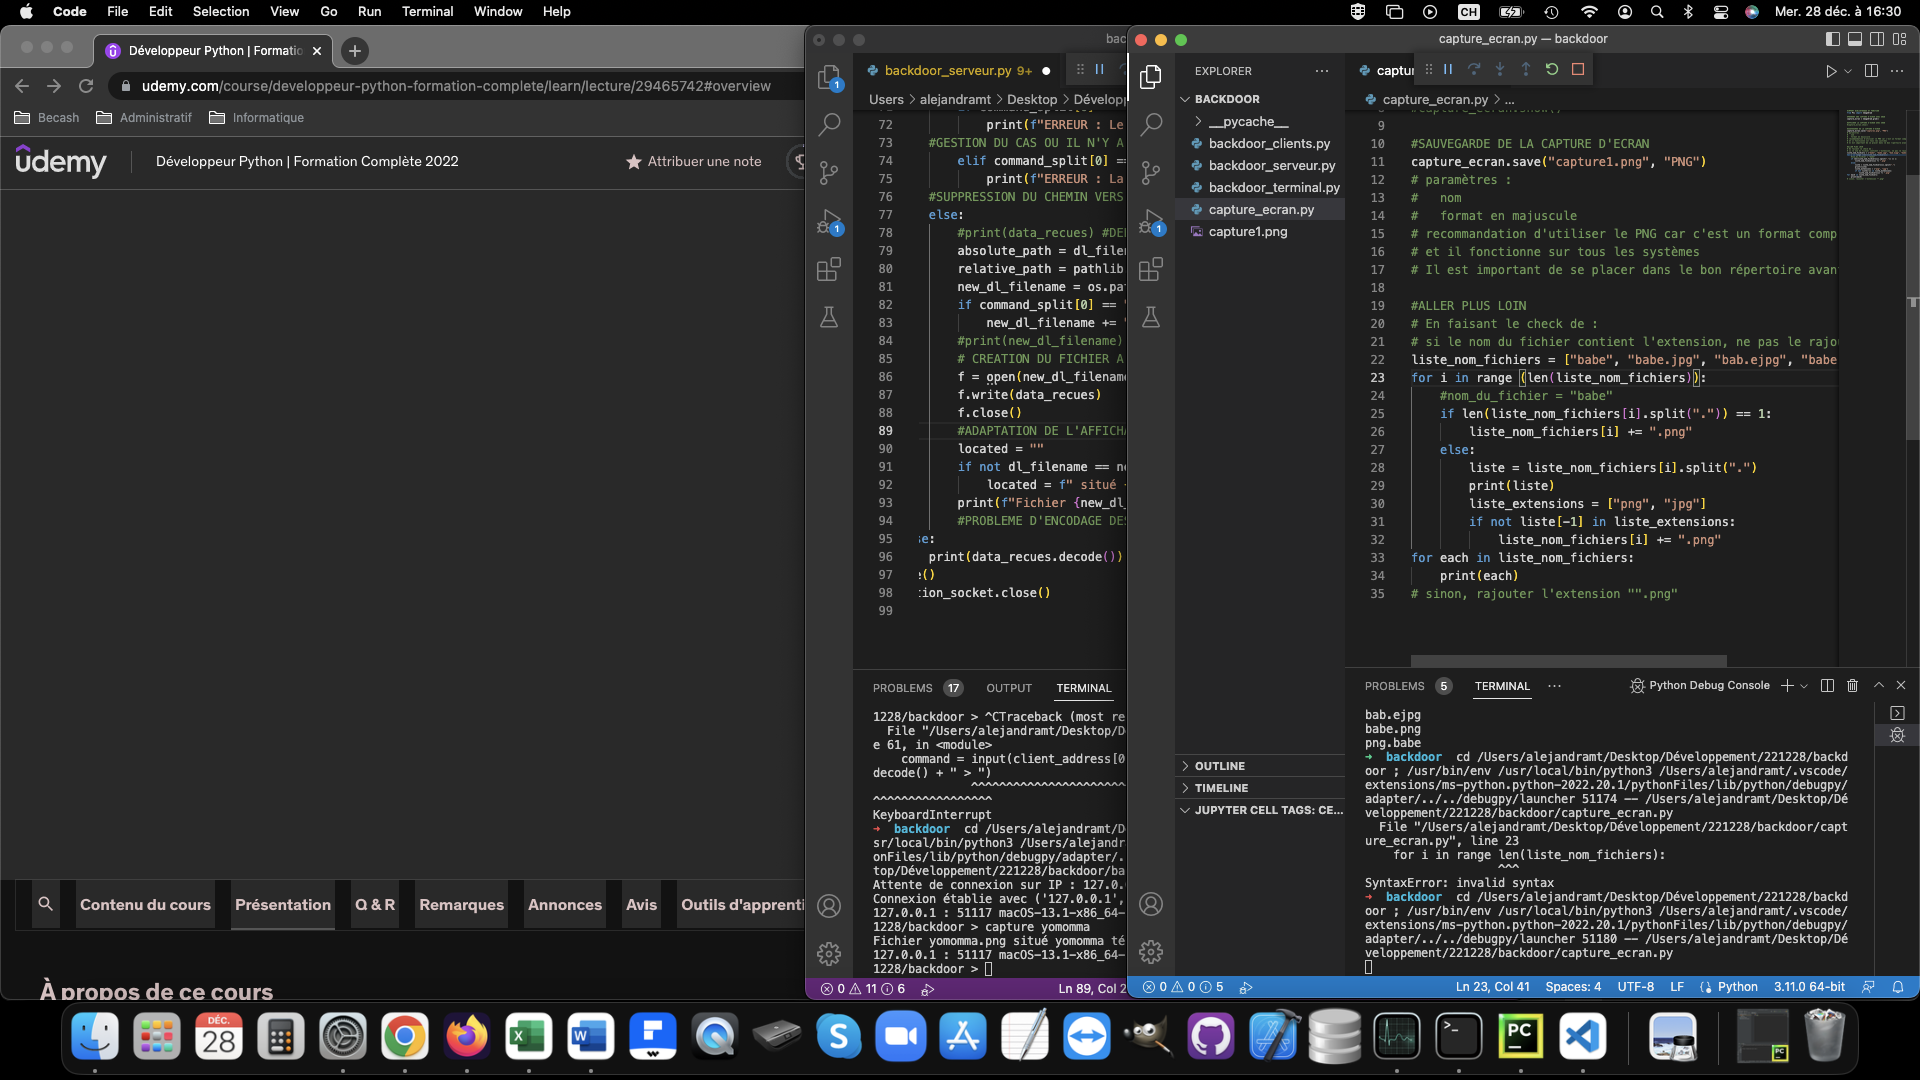 Code File Edit Selection View Go Run Terminal Window Help
CH
Mer. 28 déc. à 16:30
Développeur Python | Formatio
udemy.com/course/developpeur-python-formation-complete/learn/lecture/29465742#overview
Becash Administratif Informatique
ûdemy
Développeur Python | Formation Complète 2022
Attribuer une note
Contenu du cours Présentation Q & R Remarques Annonces Avis Outils d'apprenti
À propos de ce cours
bac
backdoor_serveur.py 9+
Users > alejandramt > Desktop > Dévelop
72 print(f"ERREUR : Le
73 #GESTION DU CAS OU IL N'Y A
74 elif command_split[0] ==
75 print(f"ERREUR : La
76 #SUPPRESSION DU CHEMIN VERS
77 else:
78 #print(data_recues) #DE
79 absolute_path = dl_filen
80 relative_path = pathlib
81 new_dl_filename = os.pat
82 if command_split[0] == "
83 new_dl_filename += "
84 #print(new_dl_filename)
85 # CREATION DU FICHIER A
86 f = open(new_dl_filename
87 f.write(data_recues)
88 f.close()
89 #ADAPTATION DE L'AFFICHA
90 located = ""
91 if not dl_filename == ne
92 located = f" situé
93 print(f"Fichier {new_dl_
94 #PROBLEME D'ENCODAGE DES
95 se:
96 print(data_recues.decode())
97 e()
98 tion_socket.close()
99
PROBLEMS 17 OUTPUT TERMINAL
1228/backdoor > ^CTraceback (most re
File "/Users/alejandramt/Desktop/D
e 61, in <module>
command = input(client_address[0
decode() + " > ")
^^^^^^^^^^^^^^^^^^^^^
^^^^^^^^^^^^^^^^^
KeyboardInterrupt
➜ backdoor cd /Users/alejandramt/D
sr/local/bin/python3 /Users/alejandr
onFiles/lib/python/debugpy/adapter/.
top/Développement/221228/backdoor/ba
Attente de connexion sur IP : 127.0.
Connexion établie avec ('127.0.0.1',
127.0.0.1 : 51117 macOS-13.1-x86_64-
1228/backdoor > capture yomomma
Fichier yomomma.png situé yomomma té
127.0.0.1 : 51117 macOS-13.1-x86_64-
1228/backdoor >
0 11 6 Ln 89, Col 2
capture_ecran.py — backdoor
EXPLORER
BACKDOOR
__pycache__
backdoor_clients.py
backdoor_serveur.py
backdoor_terminal.py
capture_ecran.py
capture1.png
OUTLINE
TIMELINE
JUPYTER CELL TAGS: CE...
captur
capture_ecran.py > ...
9
10 #SAUVEGARDE DE LA CAPTURE D'ECRAN
11 capture_ecran.save("capture1.png", "PNG")
12 # paramètres :
13 # nom
14 # format en majuscule
15 # recommandation d'utiliser le PNG car c'est un format comp
16 # et il fonctionne sur tous les systèmes
17 # Il est important de se placer dans le bon répertoire avan
18
19 #ALLER PLUS LOIN
20 # En faisant le check de :
21 # si le nom du fichier contient l'extension, ne pas le rajou
22 liste_nom_fichiers = ["babe", "babe.jpg", "bab.ejpg", "babe
23 for i in range (len(liste_nom_fichiers)):
24 #nom_du_fichier = "babe"
25 if len(liste_nom_fichiers[i].split(".")) == 1:
26 liste_nom_fichiers[i] += ".png"
27 else:
28 liste = liste_nom_fichiers[i].split(".")
29 print(liste)
30 liste_extensions = ["png", "jpg"]
31 if not liste[-1] in liste_extensions:
32 liste_nom_fichiers[i] += ".png"
33 for each in liste_nom_fichiers:
34 print(each)
35 # sinon, rajouter l'extension "".png"
PROBLEMS 5 TERMINAL ... Python Debug Console
bab.ejpg
babe.png
png.babe
➜ backdoor cd /Users/alejandramt/Desktop/Développement/221228/backd
oor ; /usr/bin/env /usr/local/bin/python3 /Users/alejandramt/.vscode/
extensions/ms-python.python-2022.20.1/pythonFiles/lib/python/debugpy/
adapter/../../debugpy/launcher 51174 -- /Users/alejandramt/Desktop/Dé
veloppement/221228/backdoor/capture_ecran.py
File "/Users/alejandramt/Desktop/Développement/221228/backdoor/capt
ure_ecran.py", line 23
for i in range len(liste_nom_fichiers):
^^^
SyntaxError: invalid syntax
➜ backdoor cd /Users/alejandramt/Desktop/Développement/221228/backd
oor ; /usr/bin/env /usr/local/bin/python3 /Users/alejandramt/.vscode/
extensions/ms-python.python-2022.20.1/pythonFiles/lib/python/debugpy/
adapter/../../debugpy/launcher 51180 -- /Users/alejandramt/Desktop/Dé
veloppement/221228/backdoor/capture_ecran.py
0 0 5 Ln 23, Col 41 Spaces: 4 UTF-8 LF Python 3.11.0 64-bit
DÉC.
28
PC
PC